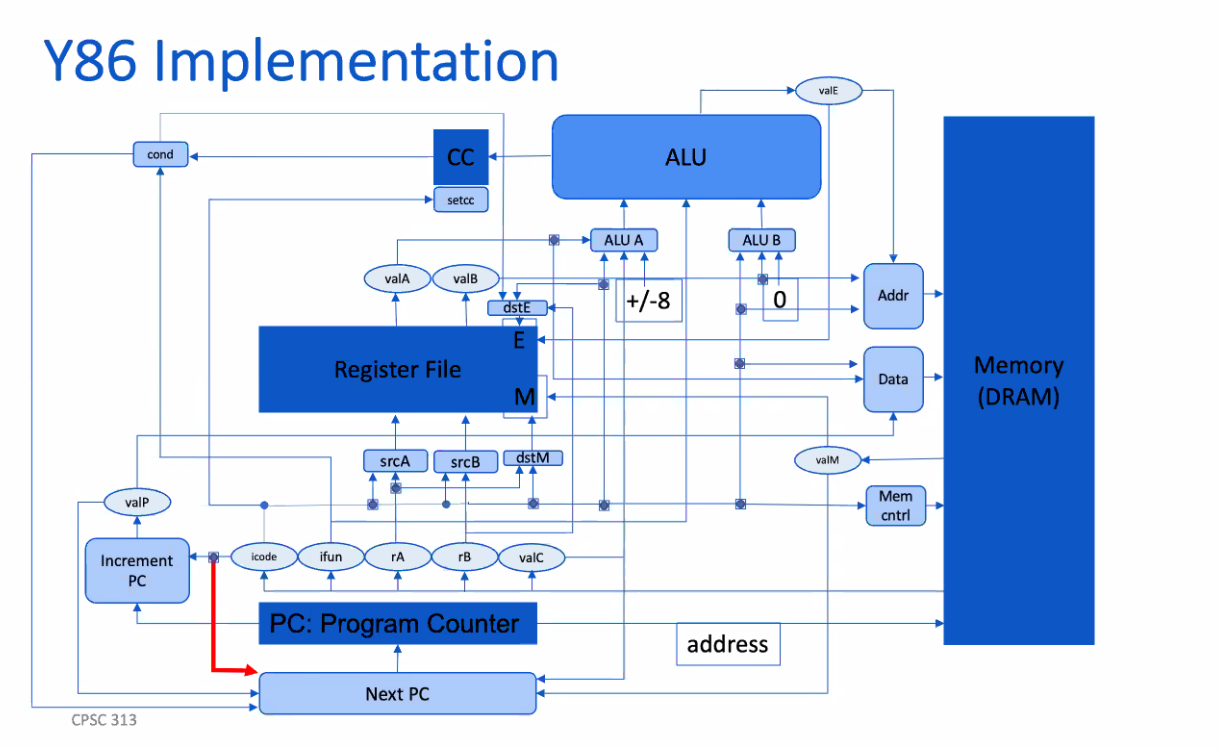 Y86 Implementation
valE
cond
CC
ALU
setcc
ALU A
ALU B
valA
valB
+/-8
0
Addr
dstE
E
Register File
M
Data
Memory
(DRAM)
srcA
srcB
dstM
valM
valP
Mem
cntrl
Increment
PC
icode
ifun
rA
rB
valC
PC: Program Counter
address
Next PC
CPSC 313